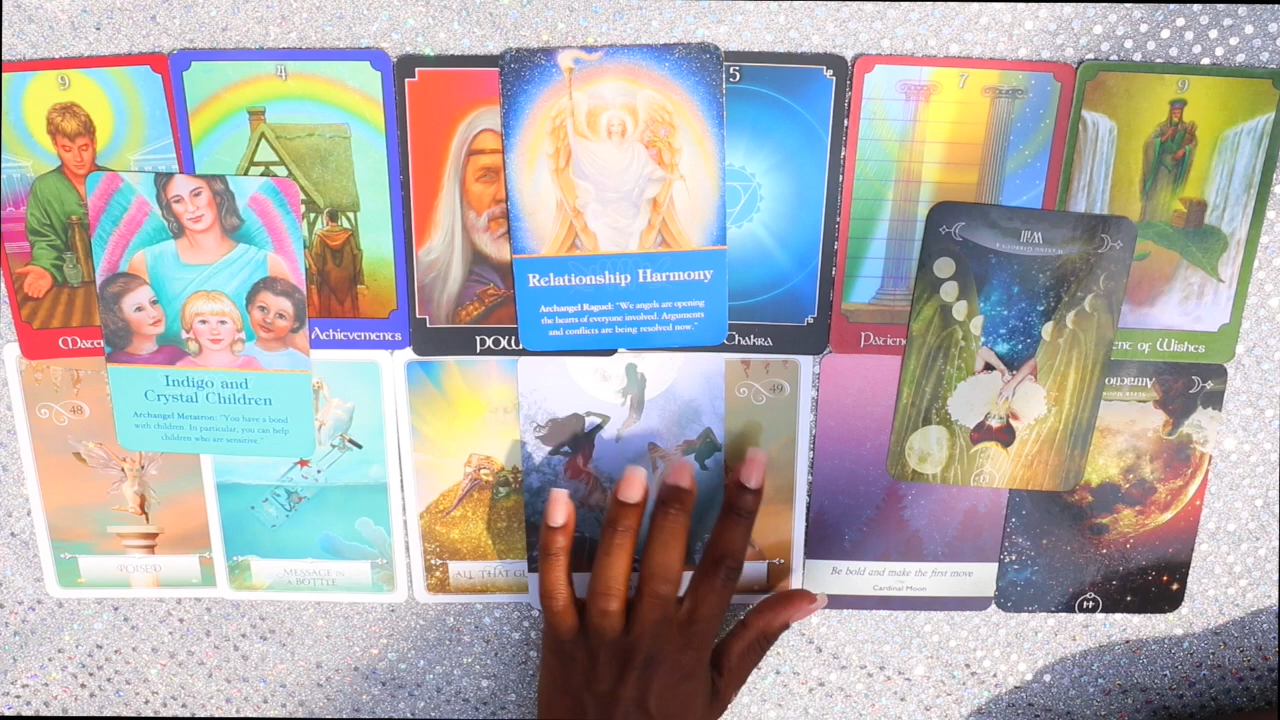 9
4
5
7
9
Achievements
Relationship Harmony
Archangel Raguel: "We angels are opening
the hearts of everyone involved. Arguments
and conflicts are being resolved now."
POW
Chakra
Patien
ent of Wishes
Indigo and
Crystal Children
Archangel Metatron: "You have a bond
with children. In particular, you can help
children who are sensitive."
48
49
Will
Attraction
POISED
MESSAGE IN
A BOTTLE
ALL THAT GL
Be bold and make the first move
Cardinal Moon